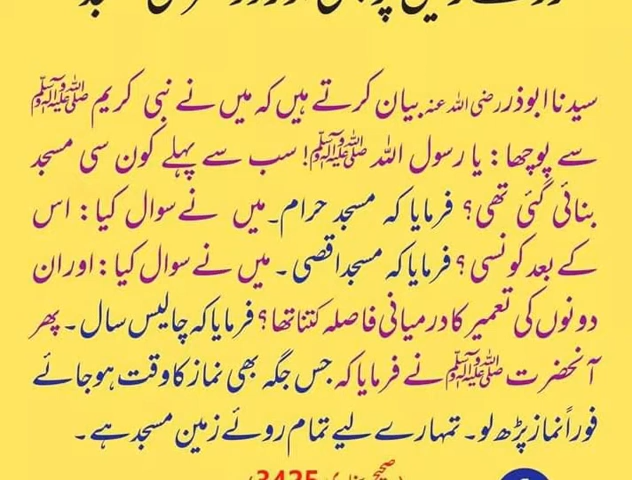 سیدنا ابوذر رضی اللہ عنہ بیان کرتے ہیں کہ میں نے نبی کریم ﷺ
سے پوچھا : یا رسول اللہ ﷺ! سب سے پہلے کون سی مسجد
بنائی گئی تھی؟ فرمایا کہ مسجد حرام۔ میں نے سوال کیا : اس
کے بعد کونسی؟ فرمایا کہ مسجد اقصی ۔ میں نے سوال کیا : اور ان
دونوں کی تعمیر کا درمیانی فاصلہ کتنا تھا؟ فرمایا کہ چالیس سال ۔ پھر
آنحضرت ﷺ نے فرمایا کہ جس جگہ بھی نماز کا وقت ہو جائے
فوراً نماز پڑھ لو ۔ تمہارے لیے تمام روئے زمین مسجد ہے ۔
3425